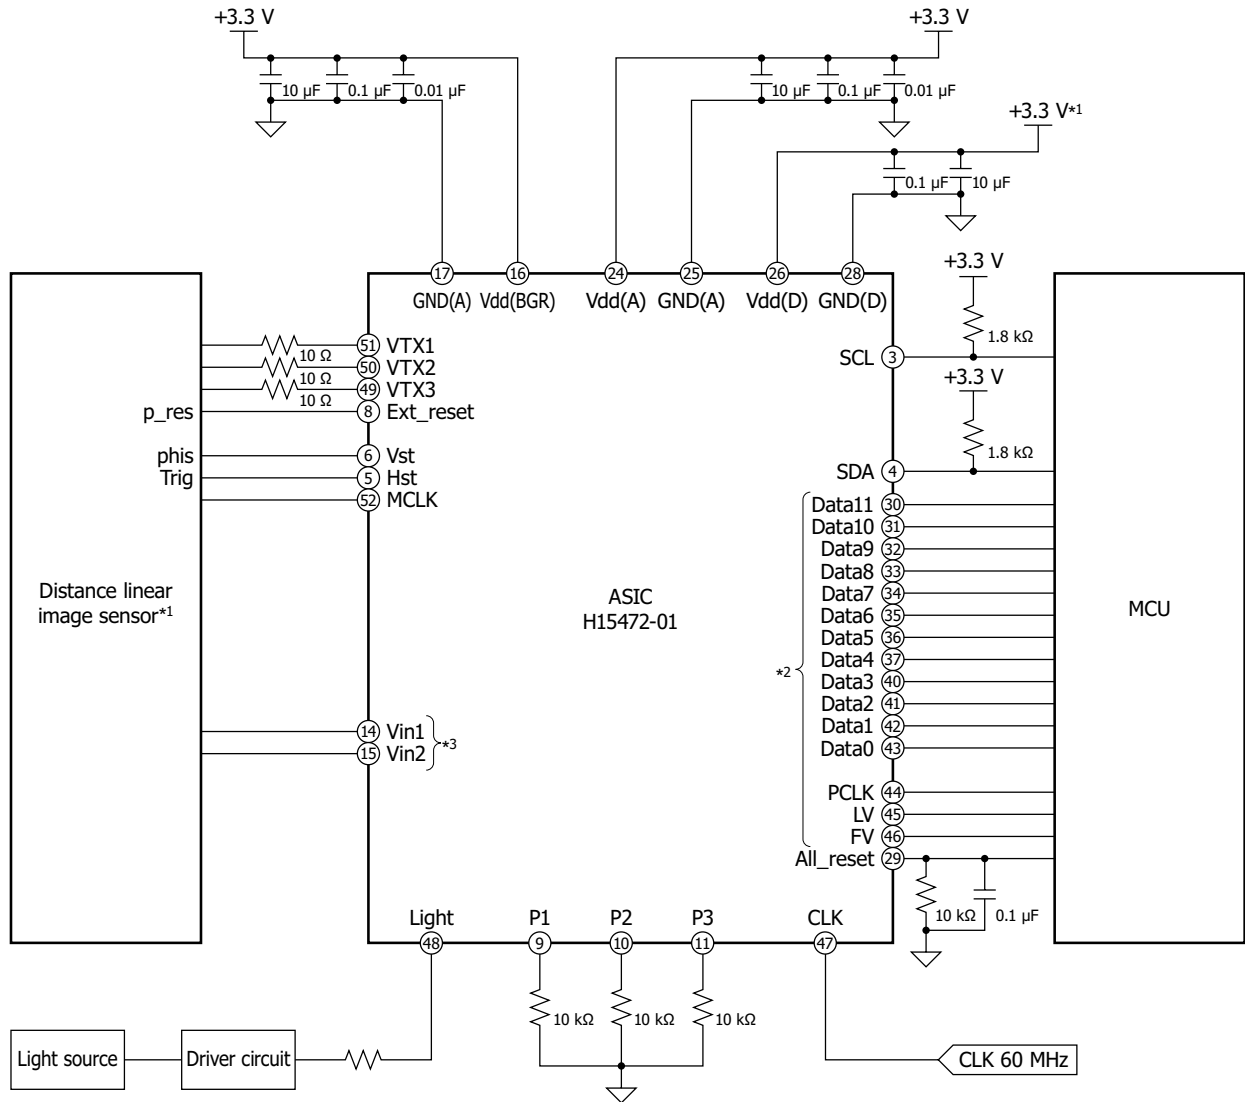 +3.3 V
+3.3 V
10 µF 0.1 µF 0.01 µF
10 µF 0.1 µF 0.01 µF
+3.3 V*1
0.1 µF 10 µF
17 16 24 25 26 28
GND(A) Vdd(BGR) Vdd(A) GND(A) Vdd(D) GND(D)
+3.3 V
1.8 kΩ
51 VTX1
10 Ω
50 VTX2
10 Ω
49 VTX3
10 Ω
p_res 8 Ext_reset
phis 6 Vst
Trig 5 Hst
52 MCLK
SCL 3
+3.3 V
1.8 kΩ
SDA 4
Data11 30
Data10 31
Data9 32
Data8 33
Data7 34
Data6 35
Data5 36
Data4 37
Data3 40
Data2 41
Data1 42
Data0 43
*2
PCLK 44
LV 45
FV 46
All_reset 29
10 kΩ 0.1 µF
Distance linear
image sensor*1
ASIC
H15472-01
MCU
14 Vin1
15 Vin2
*3
Light P1 P2 P3 CLK
48 9 10 11 47
10 kΩ 10 kΩ 10 kΩ
Light source Driver circuit CLK 60 MHz